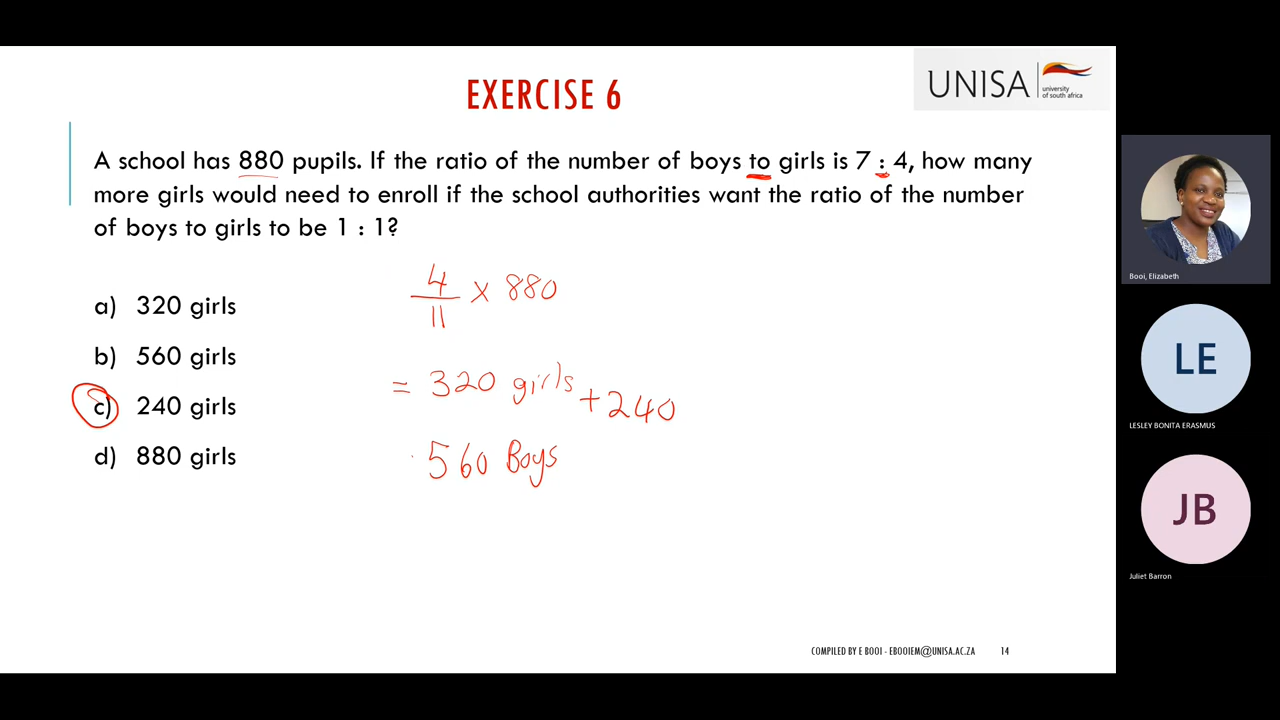 EXERCISE 6
UNISA
university
of south africa
A school has 880 pupils. If the ratio of the number of boys to girls is 7 : 4, how many
more girls would need to enroll if the school authorities want the ratio of the number
of boys to girls to be 1 : 1?
a) 320 girls
b) 560 girls
c) 240 girls
d) 880 girls
4
11
× 880
= 320 girls
+ 240
560 Boys
COMPILED BY E BOOI - EBOOIEM@UNISA.AC.ZA 14
Booi, Elizabeth
LE
LESLEY BONITA ERASMUS
JB
Juliet Barron